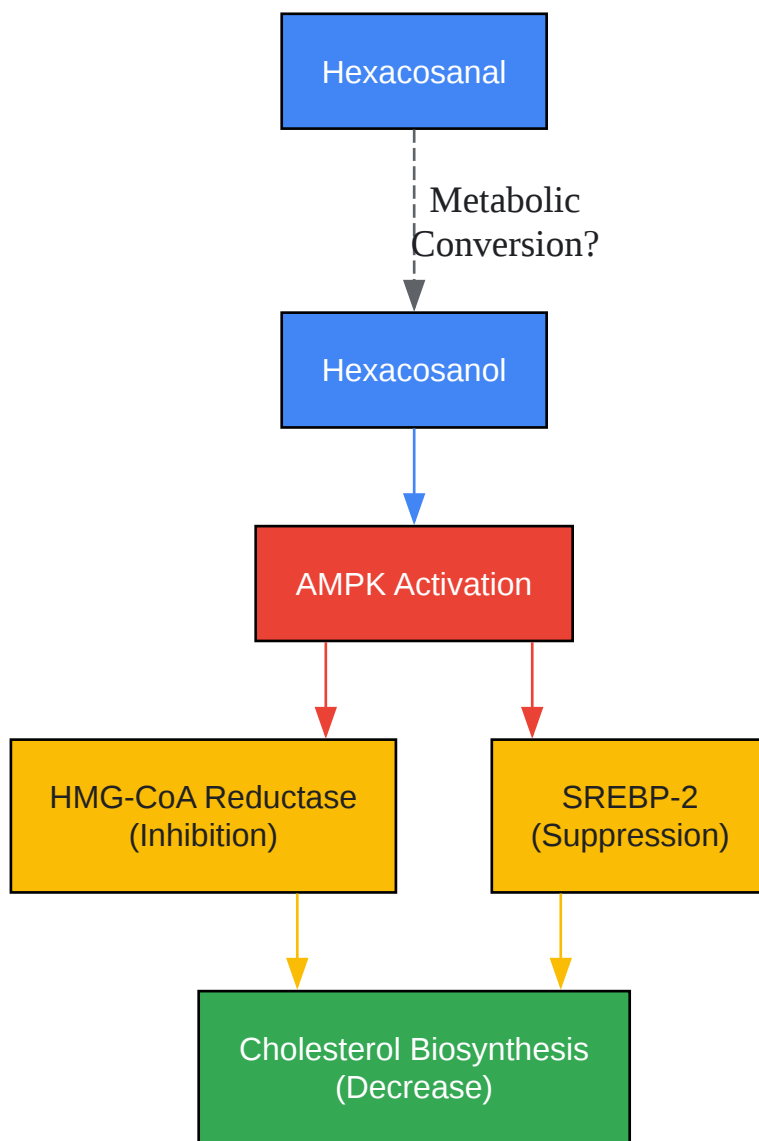 Hexacosanal
Metabolic
Conversion?
Hexacosanol
AMPK Activation
HMG-CoA Reductase
(Inhibition)
SREBP-2
(Suppression)
Cholesterol Biosynthesis
(Decrease)